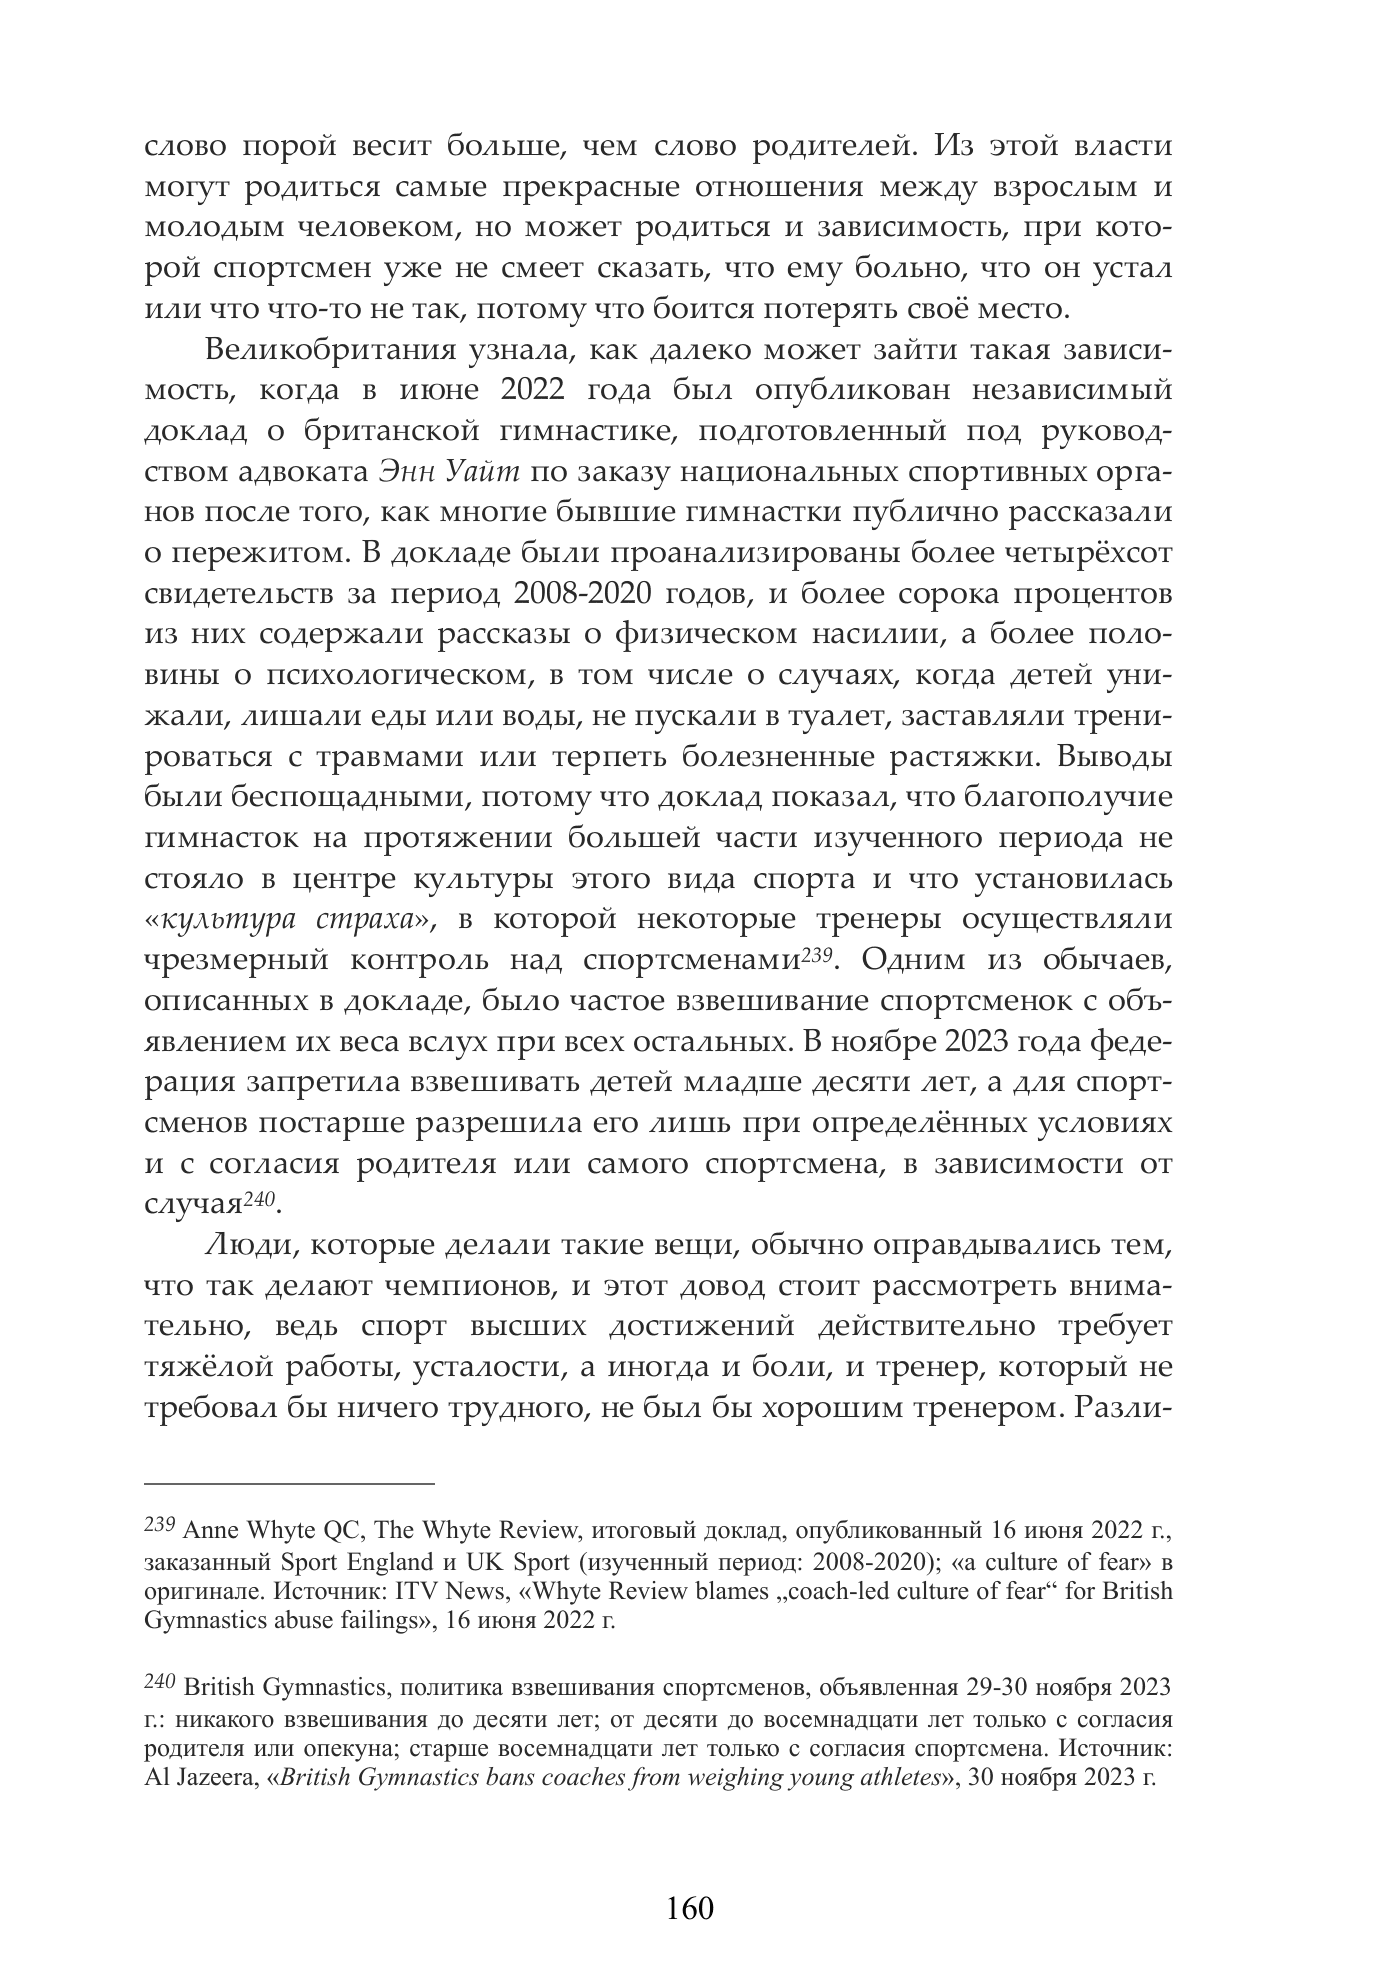 слово порой весит больше, чем слово родителей. Из этой власти
могут родиться самые прекрасные отношения между взрослым и
молодым человеком, но может родиться и зависимость, при кото-
рой спортсмен уже не смеет сказать, что ему больно, что он устал
или что что-то не так, потому что боится потерять своё место.
Великобритания узнала, как далеко может зайти такая зависи-
мость, когда в июне 2022 года был опубликован независимый
доклад о британской гимнастике, подготовленный под руковод-
ством адвоката Энн Уайт по заказу национальных спортивных орга-
нов после того, как многие бывшие гимнастки публично рассказали
о пережитом. В докладе были проанализированы более четырёхсот
свидетельств за период 2008-2020 годов, и более сорока процентов
из них содержали рассказы о физическом насилии, а более поло-
вины о психологическом, в том числе о случаях, когда детей уни-
жали, лишали еды или воды, не пускали в туалет, заставляли трени-
роваться с травмами или терпеть болезненные растяжки. Выводы
были беспощадными, потому что доклад показал, что благополучие
гимнасток на протяжении большей части изученного периода не
стояло в центре культуры этого вида спорта и что установилась
«культура страха», в которой некоторые тренеры осуществляли
чрезмерный контроль над спортсменами239. Одним из обычаев,
описанных в докладе, было частое взвешивание спортсменок с объ-
явлением их веса вслух при всех остальных. В ноябре 2023 года феде-
рация запретила взвешивать детей младше десяти лет, а для спорт-
сменов постарше разрешила его лишь при определённых условиях
и с согласия родителя или самого спортсмена, в зависимости от
случая240.
Люди, которые делали такие вещи, обычно оправдывались тем,
что так делают чемпионов, и этот довод стоит рассмотреть внима-
тельно, ведь спорт высших достижений действительно требует
тяжёлой работы, усталости, а иногда и боли, и тренер, который не
требовал бы ничего трудного, не был бы хорошим тренером. Разли-
239 Anne Whyte QC, The Whyte Review, итоговый доклад, опубликованный 16 июня 2022 г.,
заказанный Sport England и UK Sport (изученный период: 2008-2020); «a culture of fear» в
оригинале. Источник: ITV News, «Whyte Review blames „coach-led culture of fear“ for British
Gymnastics abuse failings», 16 июня 2022 г.
240 British Gymnastics, политика взвешивания спортсменов, объявленная 29-30 ноября 2023
г.: никакого взвешивания до десяти лет; от десяти до восемнадцати лет только с согласия
родителя или опекуна; старше восемнадцати лет только с согласия спортсмена. Источник:
Al Jazeera, «British Gymnastics bans coaches from weighing young athletes», 30 ноября 2023 г.
160